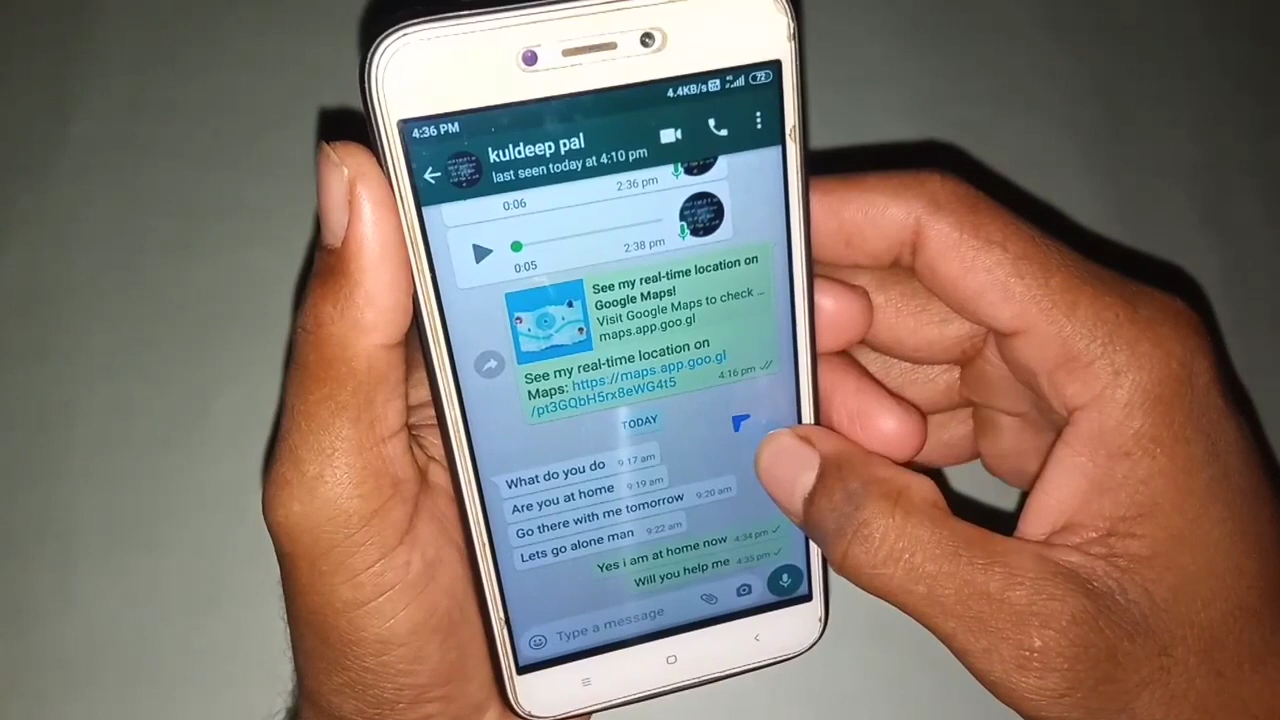 4:36 PM
4.4KB/s
72
kuldeep pal
last seen today at 4:10 pm
0:06
2:36 pm
0:05
2:38 pm
See my real-time location on
Google Maps!
Visit Google Maps to check ...
maps.app.goo.gl
See my real-time location on
Maps: https://maps.app.goo.gl
/pt3GQbH5rx8eWG4t5
4:16 pm
TODAY
What do you do 9:17 am
Are you at home 9:19 am
Go there with me tomorrow 9:20 am
Lets go alone man 9:22 am
Yes i am at home now 4:34 pm
Will you help me 4:35 pm
Type a message